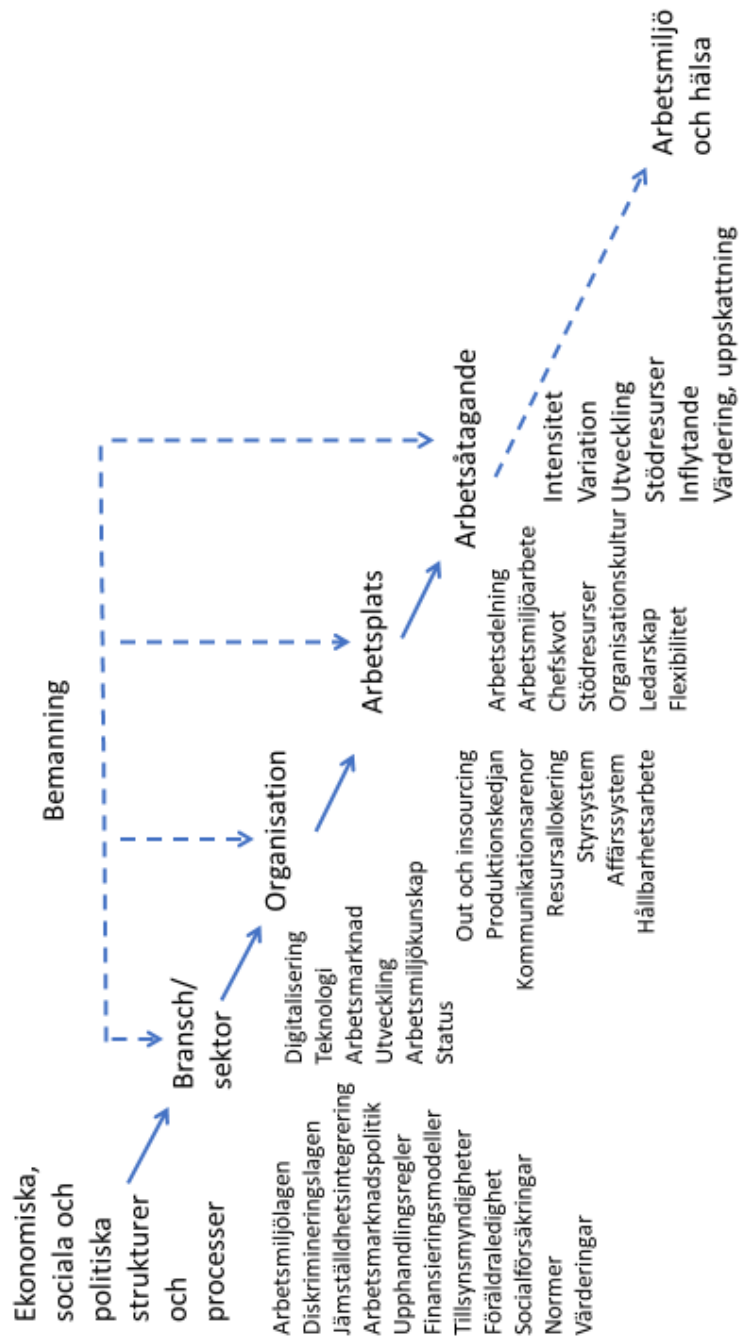 Ekonomiska,
sociala och
politiska
strukturer
och
processer
Bemanning
Bransch/
sektor
Organisation
Arbetsplats
Arbetsåtagande
Arbetsmiljö
och hälsa
Arbetsmiljölagen
Diskrimineringslagen
Jämställdhetsintegrering
Arbetsmarknadspolitik
Upphandlingsregler
Finansieringsmodeller
Tillsynsmyndigheter
Föräldraledighet
Socialförsäkringar
Normer
Värderingar
Digitalisering
Teknologi
Arbetsmarknad
Utveckling
Arbetsmiljökunskap
Status
Out och insourcing
Produktionskedjan
Kommunikationsarenor
Resursallokering
Styrsystem
Affärssystem
Hållbarhetsarbete
Arbetsdelning
Arbetsmiljöarbete
Chefskvot
Stödresurser
Organisationskultur
Ledarskap
Flexibilitet
Intensitet
Variation
Utveckling
Stödresurser
Inflytande
Värdering, uppskattning